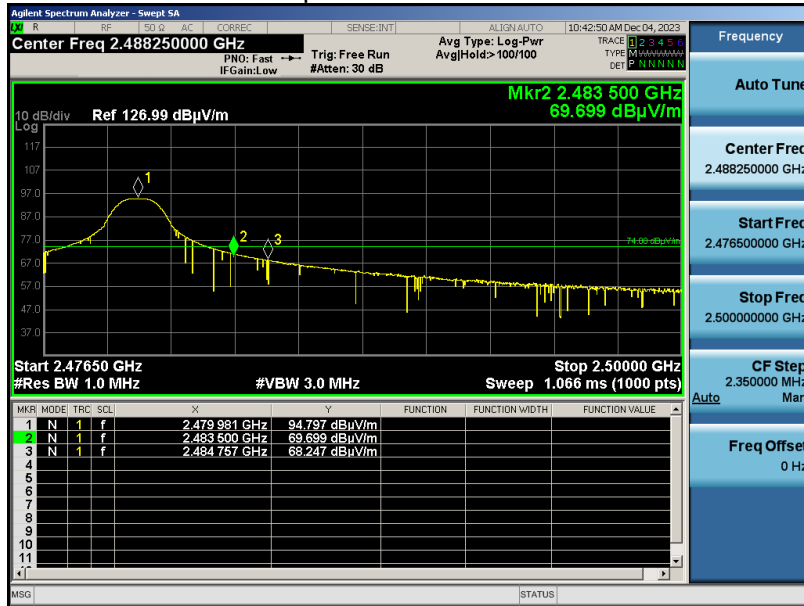 Agilent Spectrum Analyzer - Swept SA
LXI R RF 50 Ω AC CORREC SENSE:INT ALIGN AUTO 10:42:50 AM Dec 04, 2023
Center Freq 2.488250000 GHz
PNO: Fast
IFGain:Low
Trig: Free Run
#Atten: 30 dB
Avg Type: Log-Pwr
Avg|Hold:>100/100
TRACE 1 2 3 4 5 6
TYPE M
DET P N N N N N
Frequency
Auto Tune
Center Freq
2.488250000 GHz
Start Freq
2.476500000 GHz
Stop Freq
2.500000000 GHz
CF Step
2.350000 MHz
Auto Man
Freq Offset
0 Hz
Mkr2 2.483 500 GHz
69.699 dBµV/m
10 dB/div Ref 126.99 dBµV/m
Log
117
107
97.0
87.0
77.0
67.0
57.0
47.0
37.0
1
2
3
74.00 dBµV/m
Start 2.47650 GHz Stop 2.50000 GHz
#Res BW 1.0 MHz #VBW 3.0 MHz Sweep 1.066 ms (1000 pts)
MKR MODE TRC SCL X Y FUNCTION FUNCTION WIDTH FUNCTION VALUE
1 N 1 f 2.479 981 GHz 94.797 dBµV/m
2 N 1 f 2.483 500 GHz 69.699 dBµV/m
3 N 1 f 2.484 757 GHz 68.247 dBµV/m
4
5
6
7
8
9
10
11
MSG STATUS